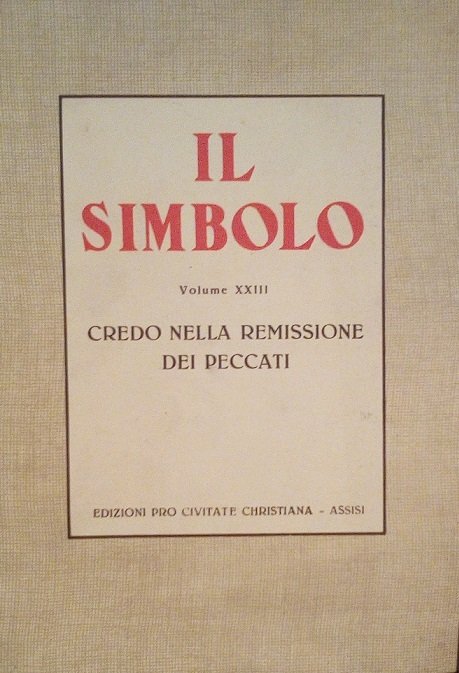 IL
SIMBOLO
Volume XXIII
CREDO NELLA REMISSIONE
DEI PECCATI
EDIZIONI PRO CIVITATE CHRISTIANA - ASSISI